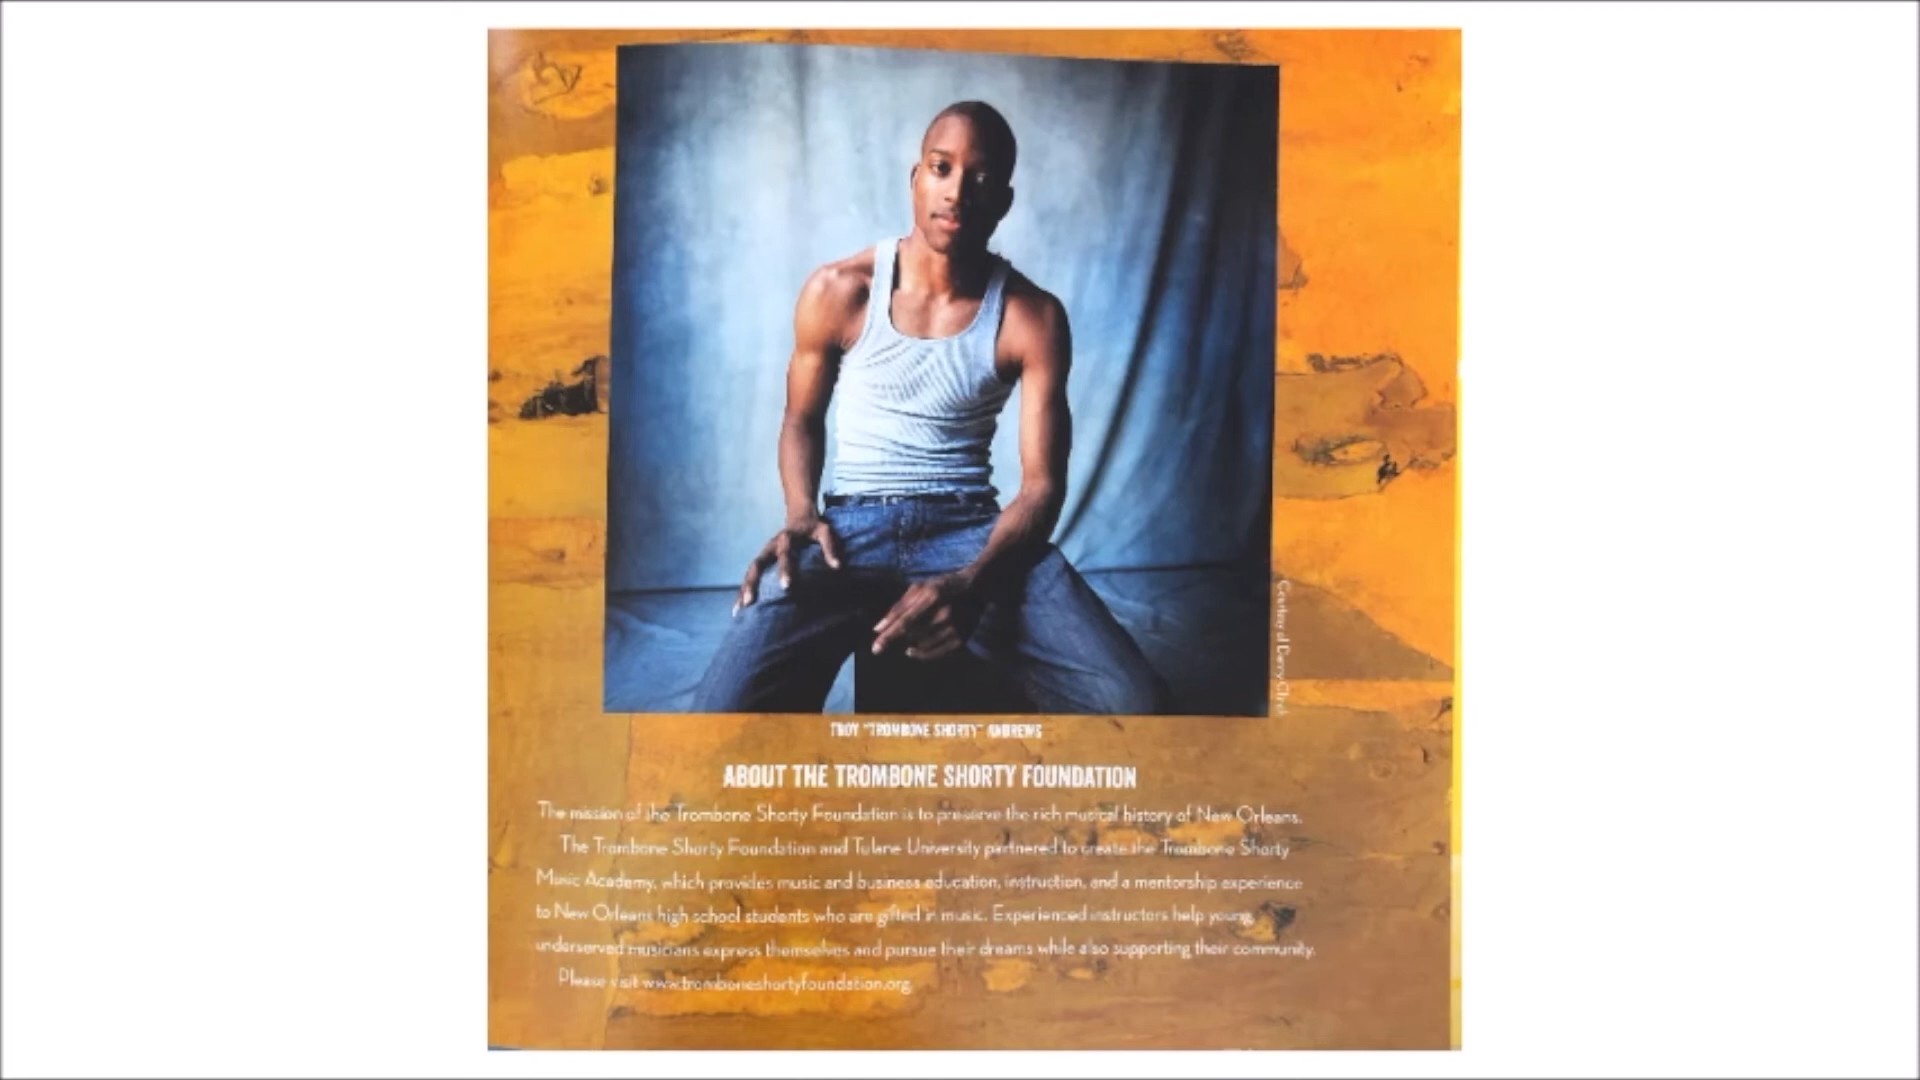 Courtesy of Danny Clinch
TROY "TROMBONE SHORTY" ANDREWS
ABOUT THE TROMBONE SHORTY FOUNDATION
The mission of the Trombone Shorty Foundation is to preserve the rich musical history of New Orleans.
The Trombone Shorty Foundation and Tulane University partnered to create the Trombone Shorty
Music Academy, which provides music and business education, instruction, and a mentorship experience
to New Orleans high school students who are gifted in music. Experienced instructors help young,
underserved musicians express themselves and pursue their dreams while also supporting their community.
Please visit www.tromboneshortyfoundation.org.